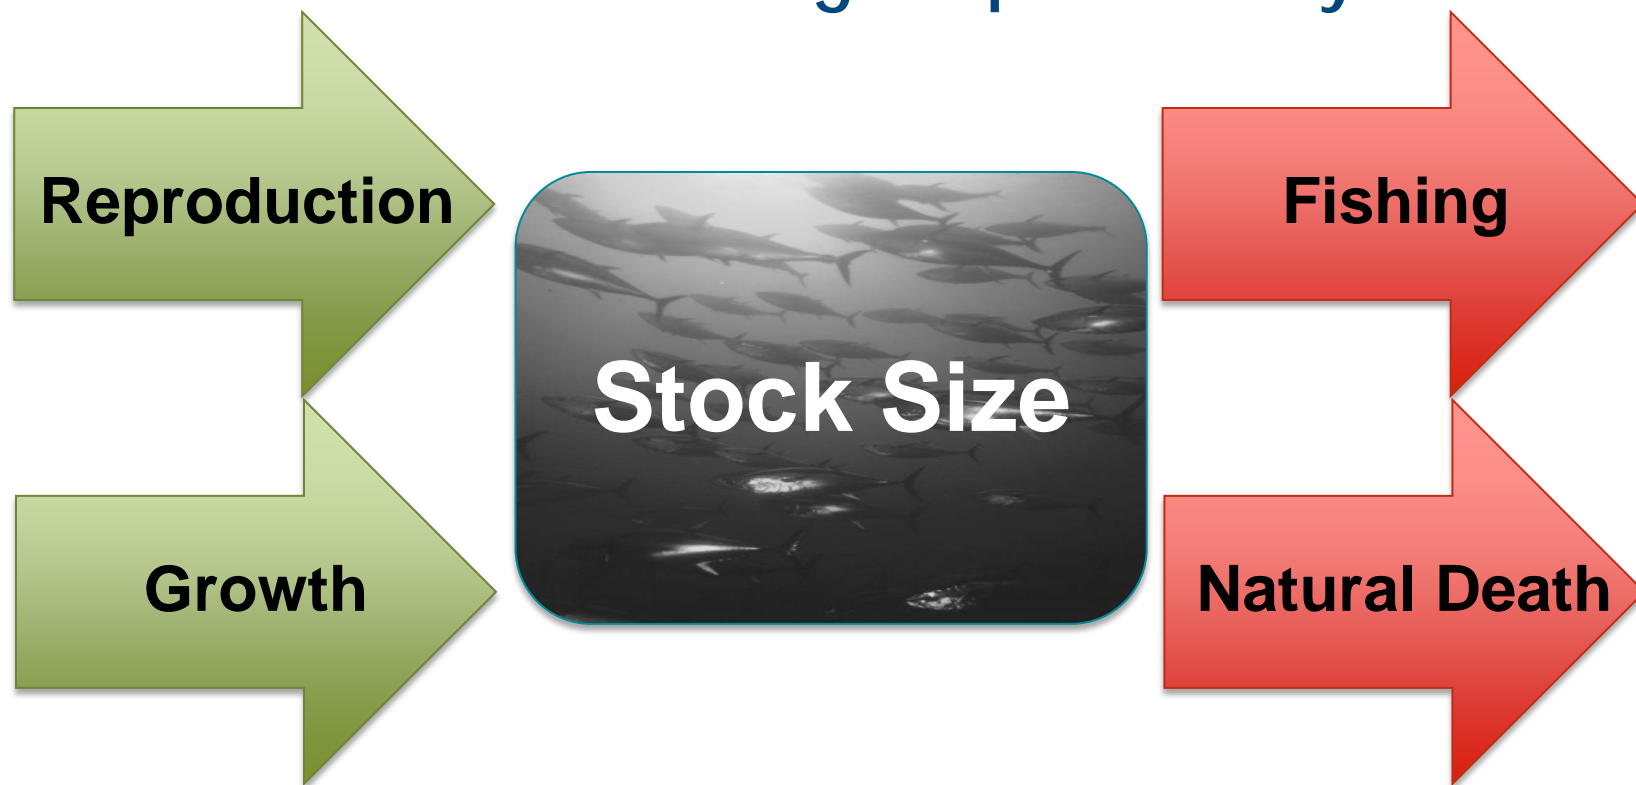 Reproduction
Fishing
Stock Size
Growth
Natural Death